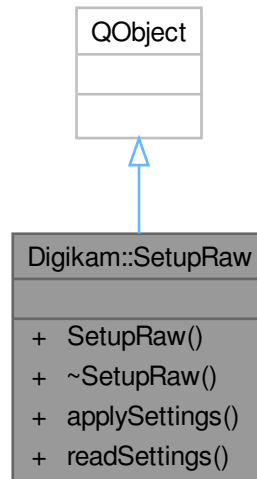 QObject
Digikam::SetupRaw
+ SetupRaw()
+ ~SetupRaw()
+ applySettings()
+ readSettings()